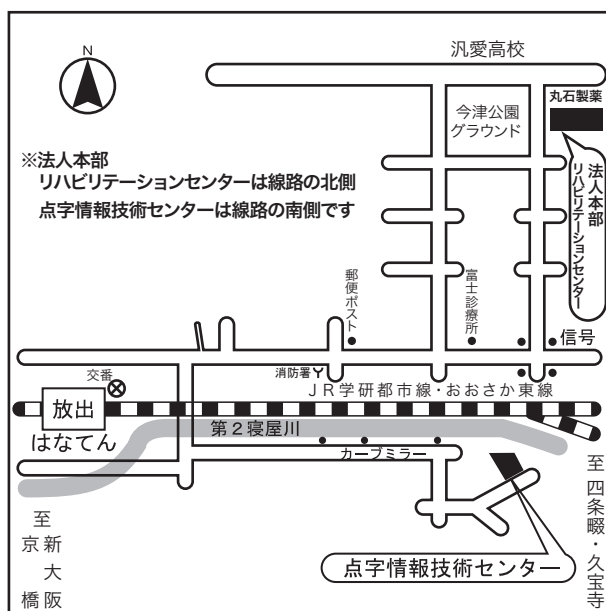 N
汎愛高校
丸石製薬
今津公園
グラウンド
法人本部
リハビリテーションセンター
※法人本部
リハビリテーションセンターは線路の北側
点字情報技術センターは線路の南側です
郵便ポスト
富士診療所
信号
交番
消防署
JR学研都市線・おおさか東線
放出
はなてん
第2寝屋川
カーブミラー
至 新大阪
京橋
至 四条畷・久宝寺
点字情報技術センター